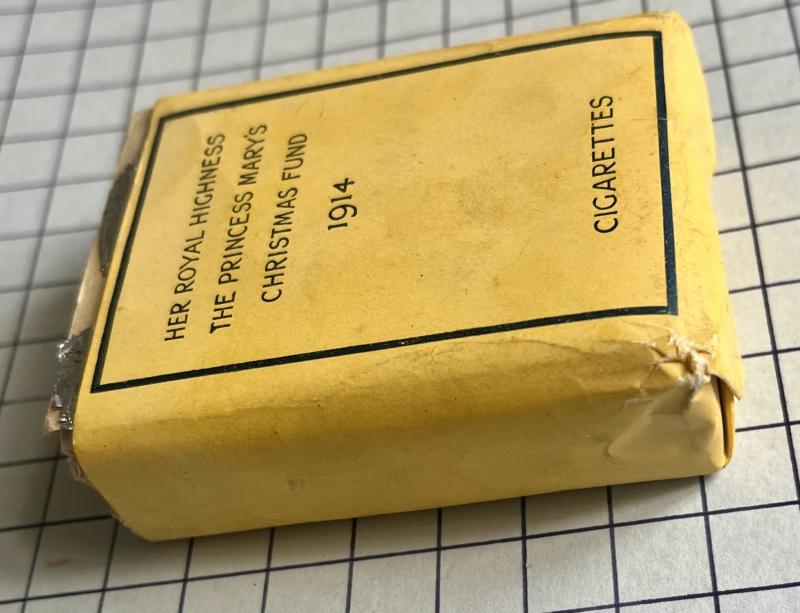 HER ROYAL HIGHNESS
THE PRINCESS MARY'S
CHRISTMAS FUND
1914
CIGARETTES